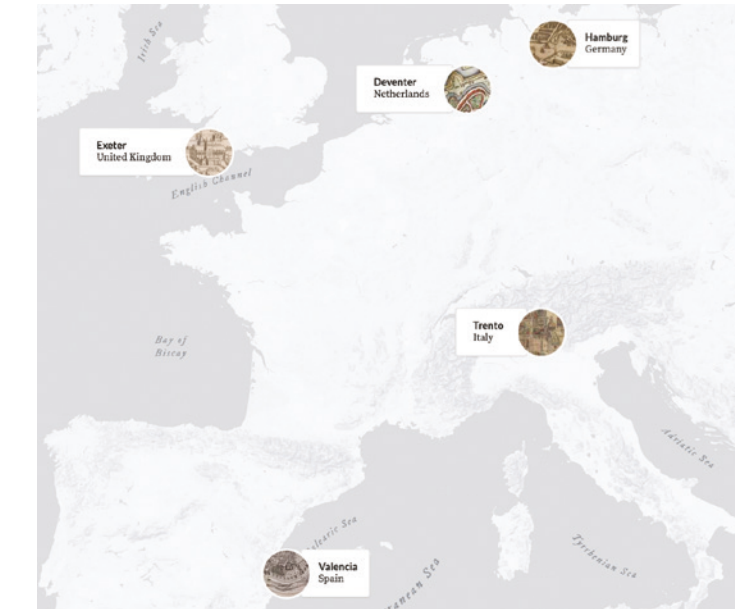 Irish Sea
Hamburg
Germany
Deventer
Netherlands
Exeter
United Kingdom
English Channel
Trento
Italy
Bay of
Biscay
Adriatic Sea
Balearic Sea
Valencia
Spain
Tyrrhenian Sea
Sea